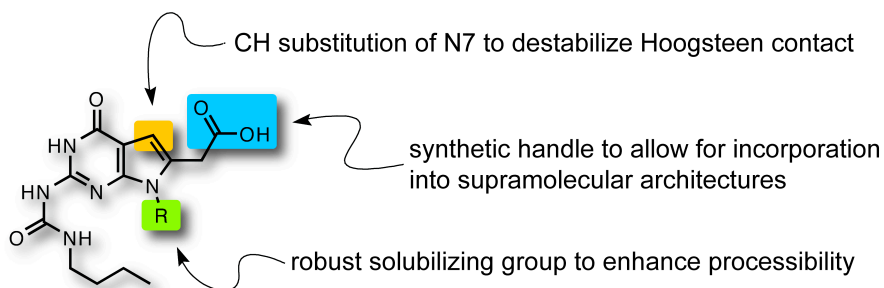 CH substitution of N7 to destabilize Hoogsteen contact
O
O
OH
HN
synthetic handle to allow for incorporation
into supramolecular architectures
HN
N
N
R
O
NH
robust solubilizing group to enhance processibility